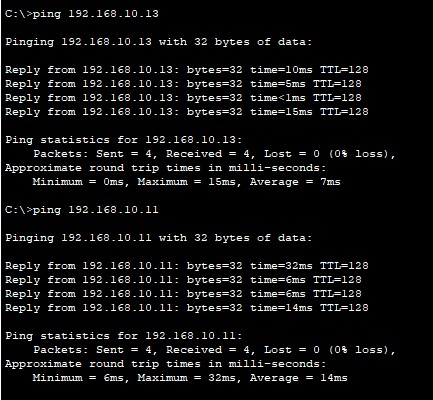 C:\>ping 192.168.10.13
Pinging 192.168.10.13 with 32 bytes of data:
Reply from 192.168.10.13: bytes=32 time=10ms TTL=128
Reply from 192.168.10.13: bytes=32 time=5ms TTL=128
Reply from 192.168.10.13: bytes=32 time<1ms TTL=128
Reply from 192.168.10.13: bytes=32 time=15ms TTL=128
Ping statistics for 192.168.10.13:
Packets: Sent = 4, Received = 4, Lost = 0 (0% loss),
Approximate round trip times in milli-seconds:
Minimum = 0ms, Maximum = 15ms, Average = 7ms
C:\>ping 192.168.10.11
Pinging 192.168.10.11 with 32 bytes of data:
Reply from 192.168.10.11: bytes=32 time=32ms TTL=128
Reply from 192.168.10.11: bytes=32 time=6ms TTL=128
Reply from 192.168.10.11: bytes=32 time=6ms TTL=128
Reply from 192.168.10.11: bytes=32 time=14ms TTL=128
Ping statistics for 192.168.10.11:
Packets: Sent = 4, Received = 4, Lost = 0 (0% loss),
Approximate round trip times in milli-seconds:
Minimum = 6ms, Maximum = 32ms, Average = 14ms